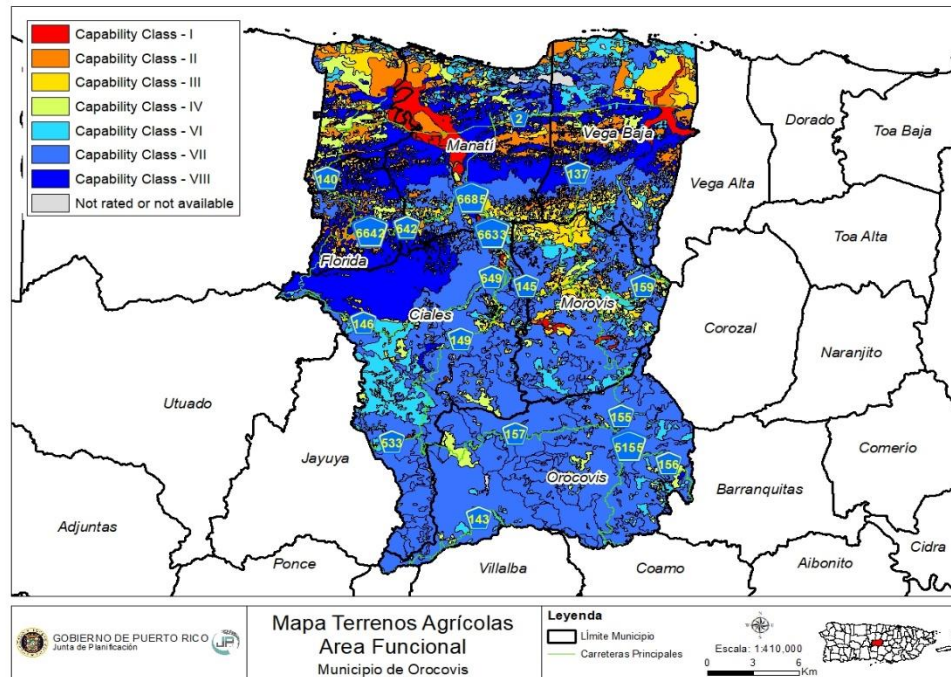 Capability Class - I
Capability Class - II
Capability Class - III
Capability Class - IV
Capability Class - VI
Capability Class - VII
Capability Class - VIII
Not rated or not available
Dorado
Toa Baja
2
Vega Baja
Manatí
140
137
Vega Alta
6685
642
6642
6633
Toa Alta
Florida
649
145
159
Morovis
Ciales
146
Corozal
149
Naranjito
Utuado
155
533
157
5155
Comerío
Jayuya
156
Orocovis
Barranquitas
143
Adjuntas
Ponce
Villalba
Coamo
Aibonito
Cidra
GOBIERNO DE PUERTO RICO
Junta de Planificación
JP
Mapa Terrenos Agrícolas
Area Funcional
Municipio de Orocovis
Leyenda
Límite Municipio
Carreteras Principales
Escala: 1:410,000
0 3 6
Km